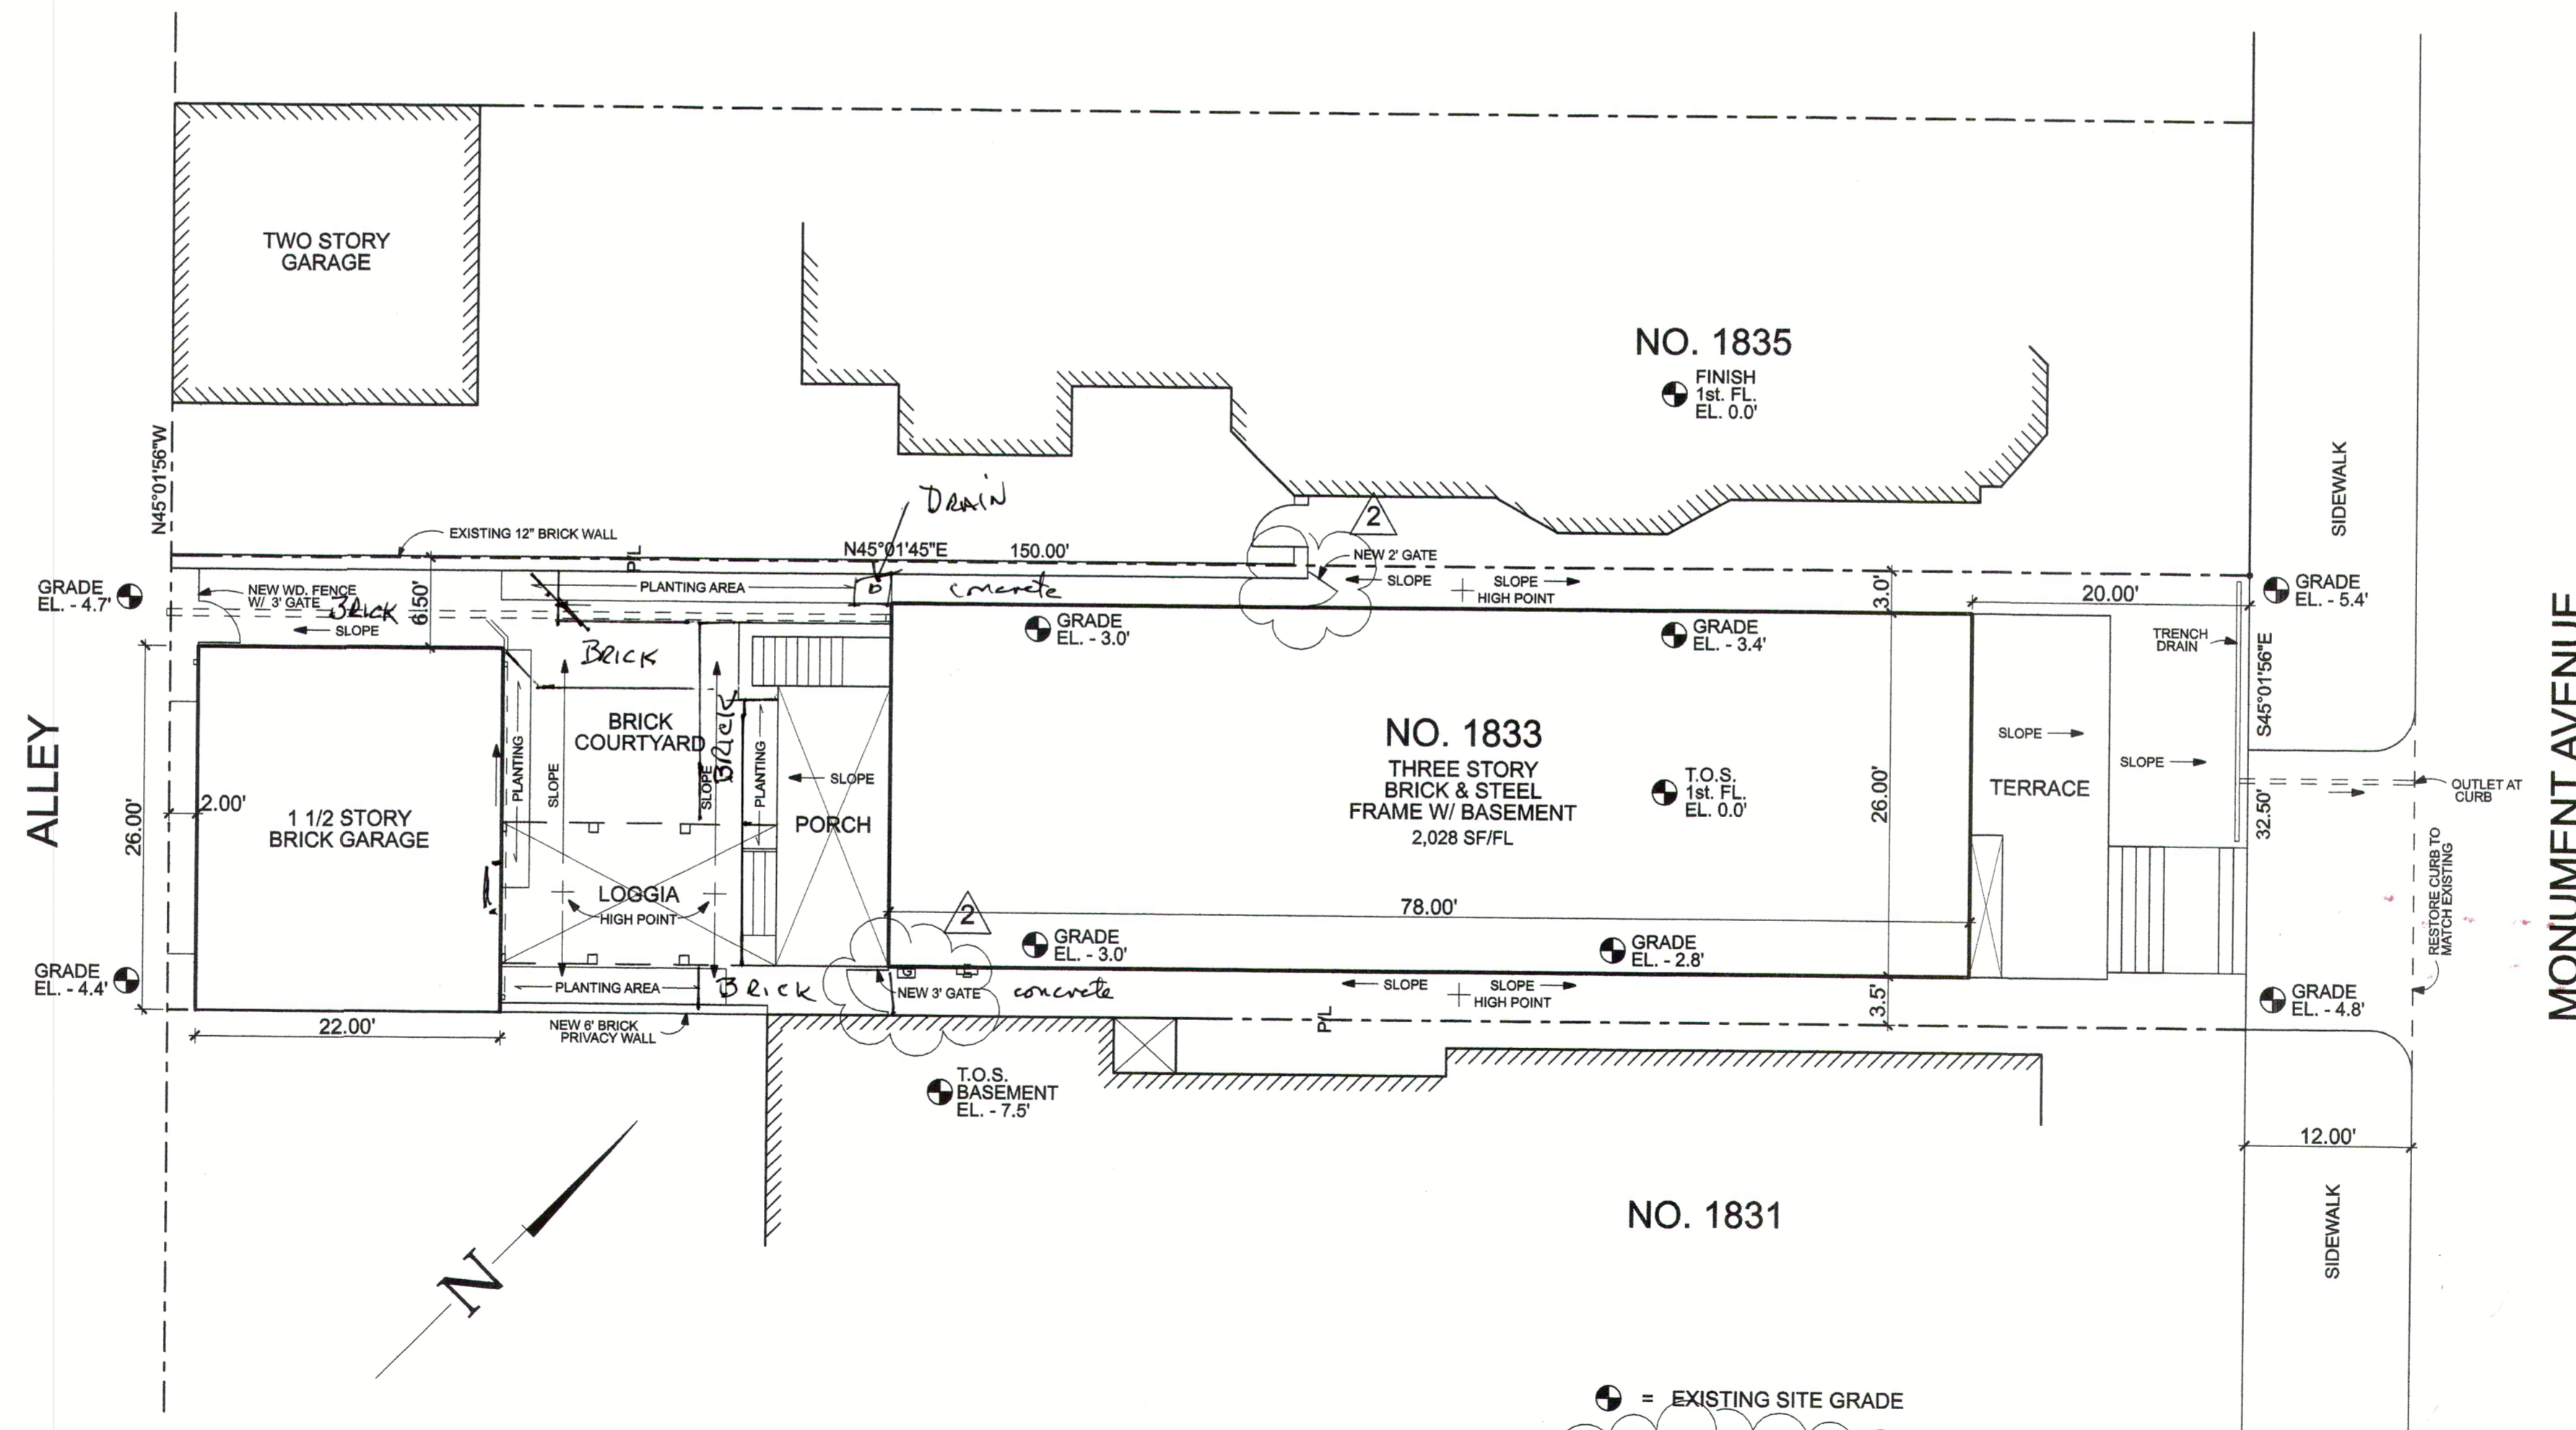 TWO STORY
GARAGE
NO. 1835
FINISH
1st. FL.
EL. 0.0'
SIDEWALK
N45°01'56"W
DRAIN
2
EXISTING 12" BRICK WALL
P/L
N45°01'45"E
150.00'
NEW 2' GATE
SLOPE
SLOPE
HIGH POINT
3.0'
20.00'
GRADE
EL. - 5.4'
GRADE
EL. - 4.7'
NEW WD. FENCE
W/ 3' GATE
BRICK
SLOPE
6.50'
PLANTING AREA
D
concrete
BRICK
GRADE
EL. - 3.0'
GRADE
EL. - 3.4'
TRENCH
DRAIN
S45°01'56"E
32.50'
MONUMENT AVENUE
ALLEY
26.00'
2.00'
1 1/2 STORY
BRICK GARAGE
PLANTING
SLOPE
BRICK
COURTYARD
SLOPE
BRICK
PLANTING
SLOPE
PORCH
LOGGIA
HIGH POINT
NO. 1833
THREE STORY
BRICK & STEEL
FRAME W/ BASEMENT
2,028 SF/FL
T.O.S.
1st. FL.
EL. 0.0'
26.00'
SLOPE
SLOPE
TERRACE
OUTLET AT
CURB
RESTORE CURB TO
MATCH EXISTING
78.00'
2
GRADE
EL. - 3.0'
GRADE
EL. - 2.8'
GRADE
EL. - 4.4'
PLANTING AREA
BRICK
G
E
NEW 3' GATE
concrete
SLOPE
SLOPE
HIGH POINT
3.5'
GRADE
EL. - 4.8'
22.00'
NEW 6' BRICK
PRIVACY WALL
P/L
T.O.S.
BASEMENT
EL. - 7.5'
12.00'
NO. 1831
SIDEWALK
N
= EXISTING SITE GRADE